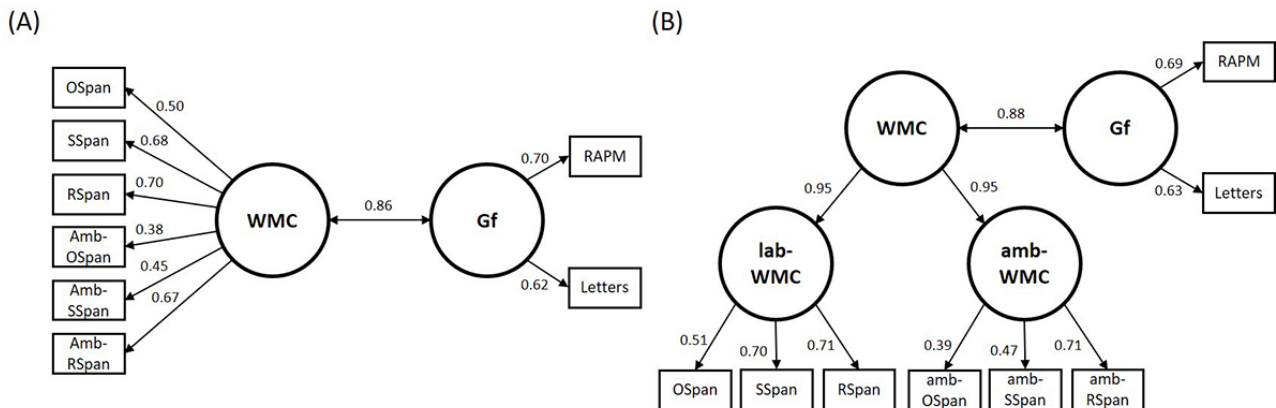 (A)
OSpan
SSpan
RSpan
Amb-
OSpan
Amb-
SSpan
Amb-
RSpan
0.50
0.68
0.70
0.38
0.45
0.67
WMC
0.86
Gf
0.70
RAPM
0.62
Letters
(B)
WMC
0.88
Gf
0.69
RAPM
0.63
Letters
0.95
0.95
lab-
WMC
amb-
WMC
0.51
0.70
0.71
0.39
0.47
0.71
OSpan
SSpan
RSpan
amb-
OSpan
amb-
SSpan
amb-
RSpan